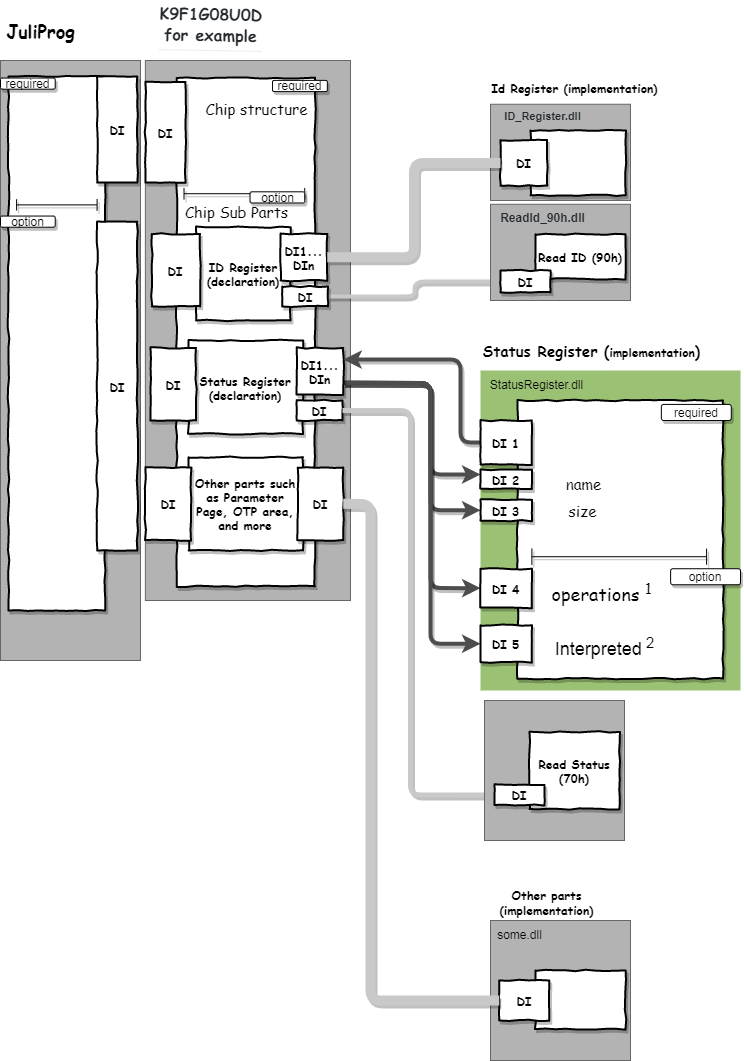 JuliProg
K9F1G08U0D
for example
required
DI
option
DI
required
DI
Chip structure
option
Chip Sub Parts
DI
ID Register
(declaration)
DI1...
DIn
DI
DI
Status Register
(declaration)
DI1...
DIn
DI
DI
Other parts such
as Parameter
Page, OTP area,
and more
DI
Id Register (implementation)
ID_Register.dll
DI
ReadId_90h.dll
Read ID (90h)
DI
Status Register (implementation)
StatusRegister.dll
required
DI 1
DI 2
name
DI 3
size
option
DI 4
operations 1
DI 5
Interpreted 2
Read Status
(70h)
DI
Other parts
(implementation)
some.dll
DI